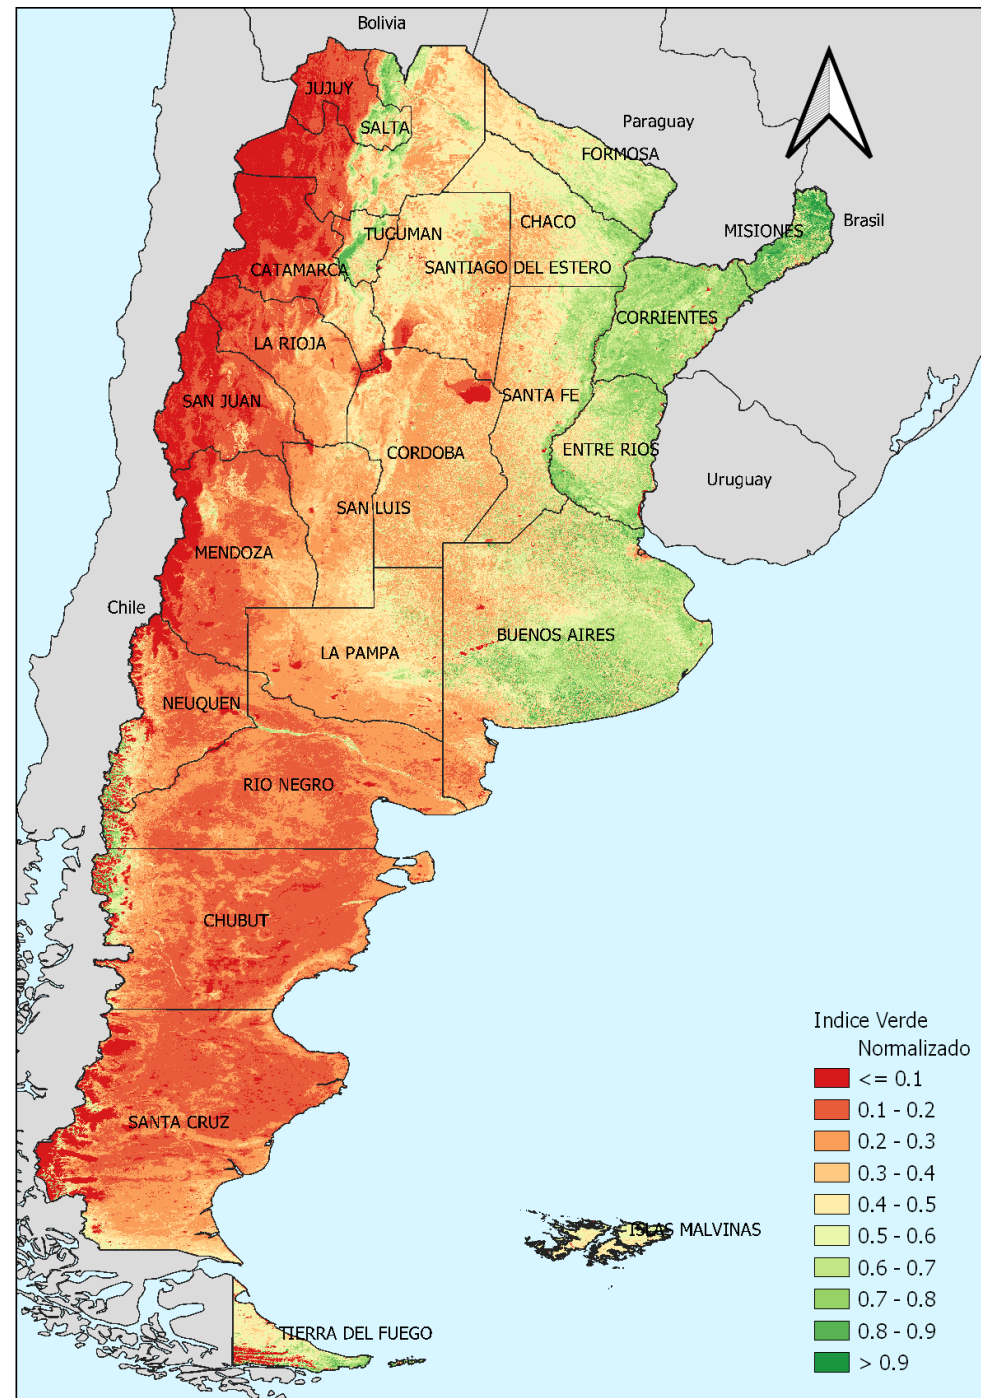 Bolivia
JUJUY
SALTA
Paraguay
FORMOSA
CHACO
TUCUMAN
MISIONES
Brasil
CATAMARCA
SANTIAGO DEL ESTERO
CORRIENTES
LA RIOJA
SAN JUAN
SANTA FE
CORDOBA
ENTRE RIOS
Uruguay
SAN LUIS
MENDOZA
Chile
BUENOS AIRES
LA PAMPA
NEUQUEN
RIO NEGRO
CHUBUT
SANTA CRUZ
ISLAS MALVINAS
TIERRA DEL FUEGO
Indice Verde
Normalizado
<= 0.1
0.1 - 0.2
0.2 - 0.3
0.3 - 0.4
0.4 - 0.5
0.5 - 0.6
0.6 - 0.7
0.7 - 0.8
0.8 - 0.9
> 0.9